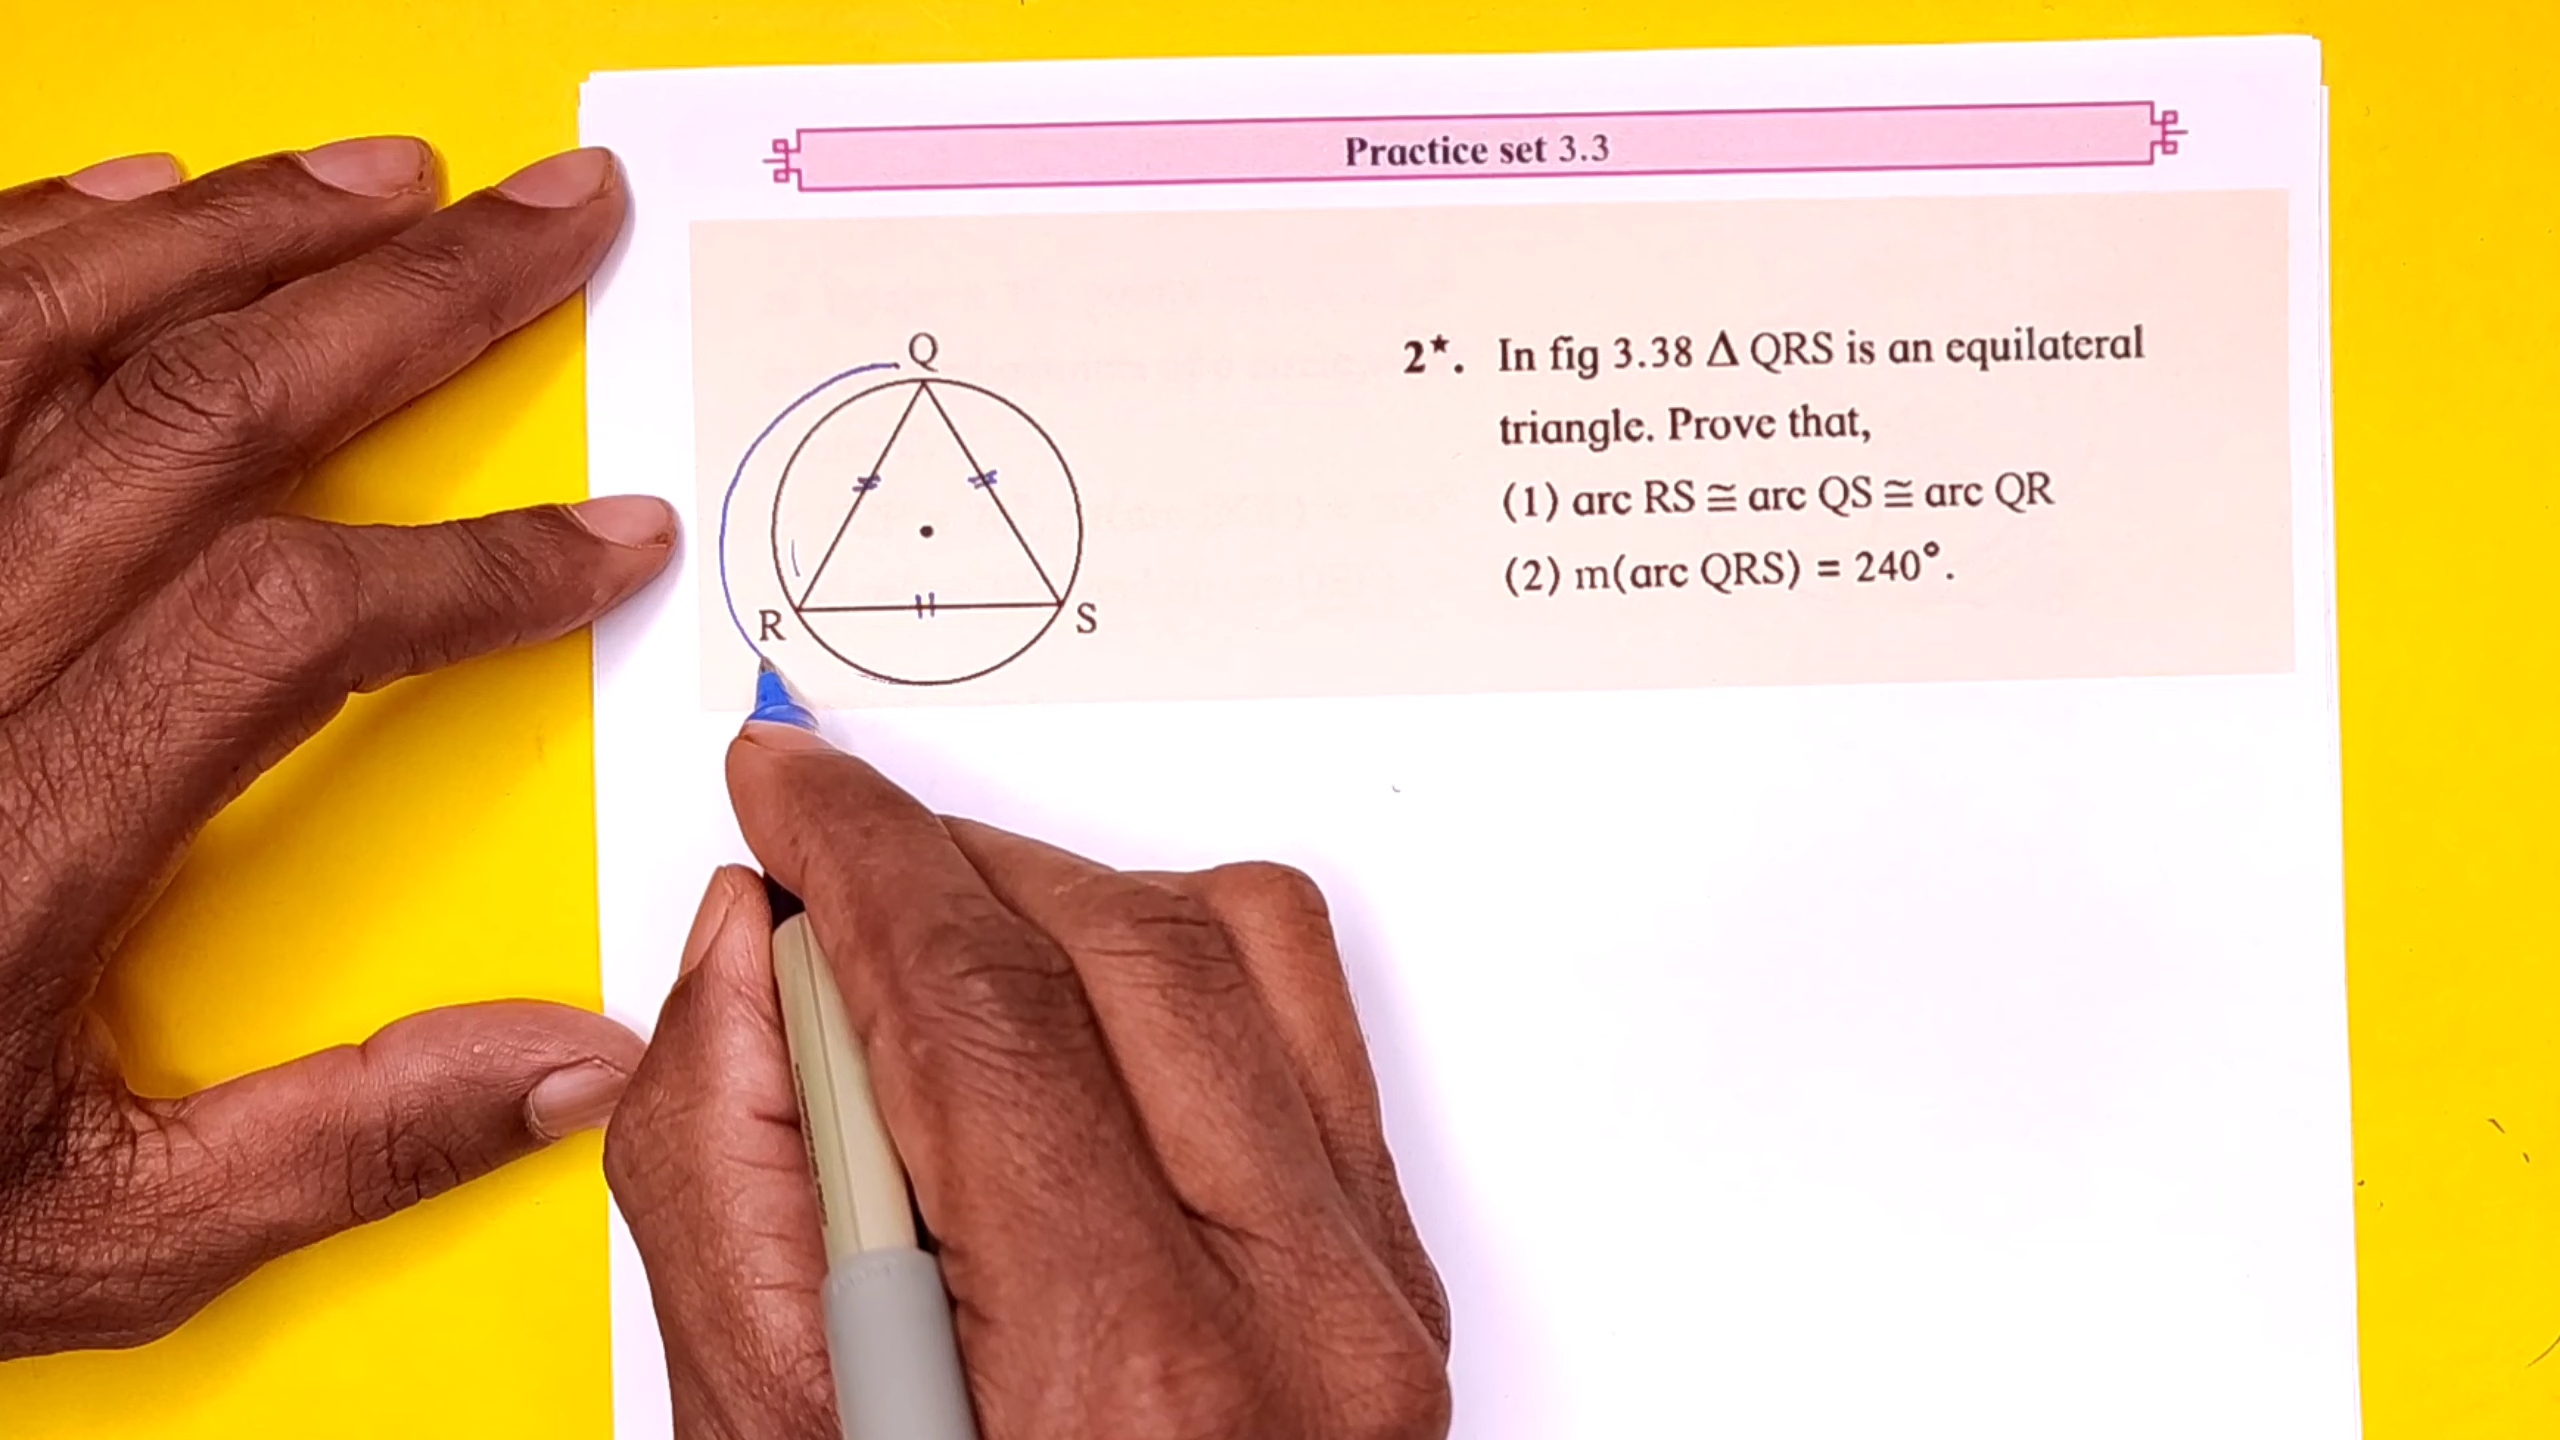 Practice set 3.3
Q
R
S
2★. In fig 3.38 Δ QRS is an equilateral
triangle. Prove that,
(1) arc RS ≅ arc QS ≅ arc QR
(2) m(arc QRS) = 240°.